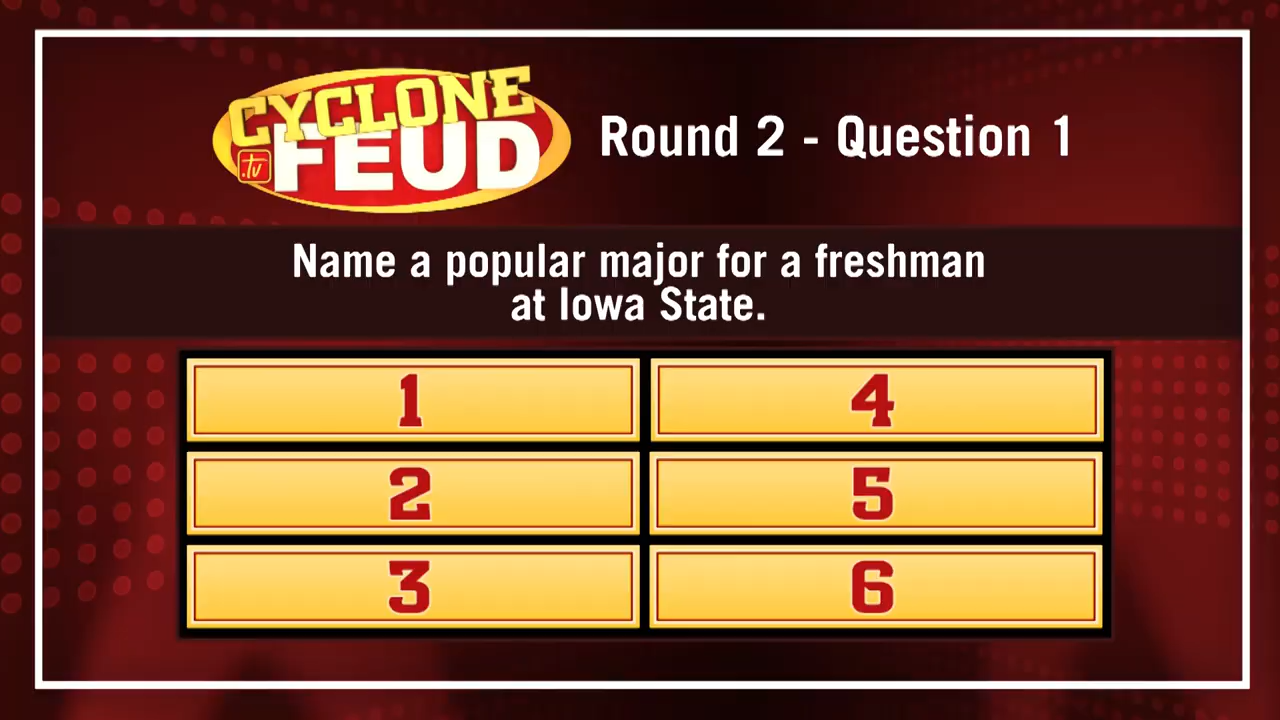 CYCLONE
.tv FEUD
Round 2 - Question 1
Name a popular major for a freshman
at Iowa State.
1
4
2
5
3
6